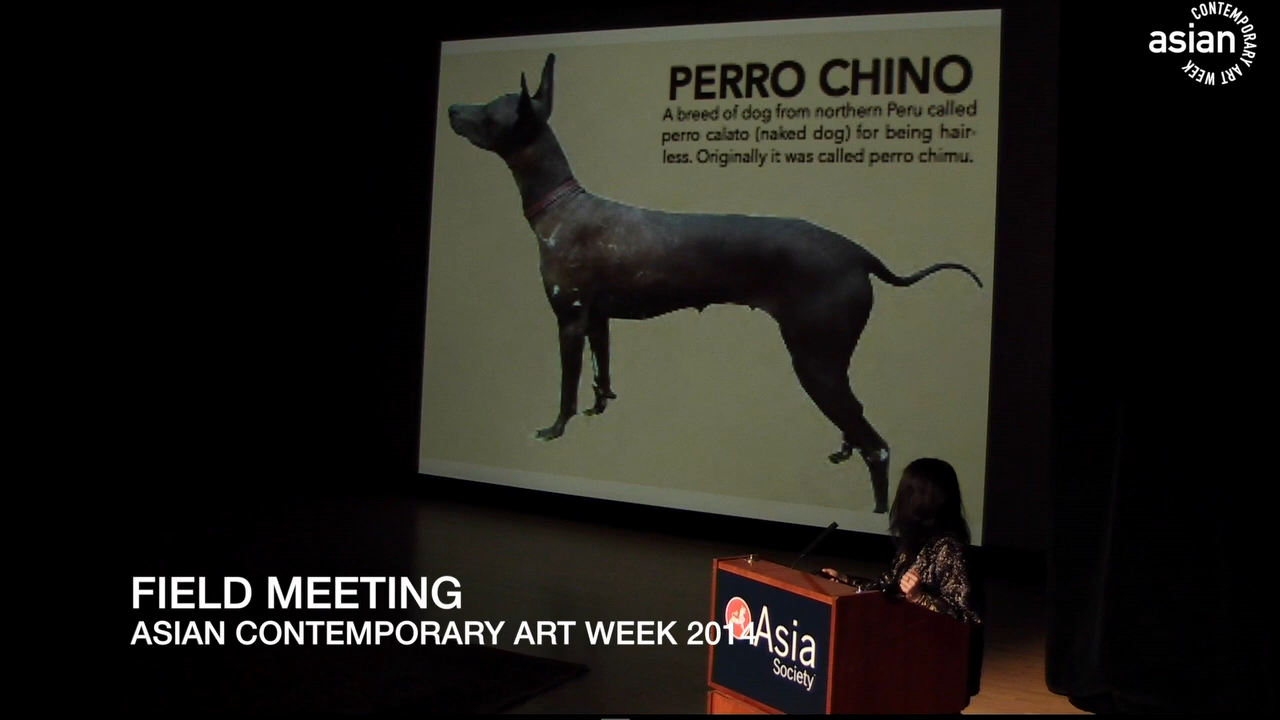 PERRO CHINO
A breed of dog from northern Peru called
perro calato (naked dog) for being hair-
less. Originally it was called perro chimu.
asian
CONTEMPORARY ART WEEK
FIELD MEETING
ASIAN CONTEMPORARY ART WEEK 2014
Asia
Society